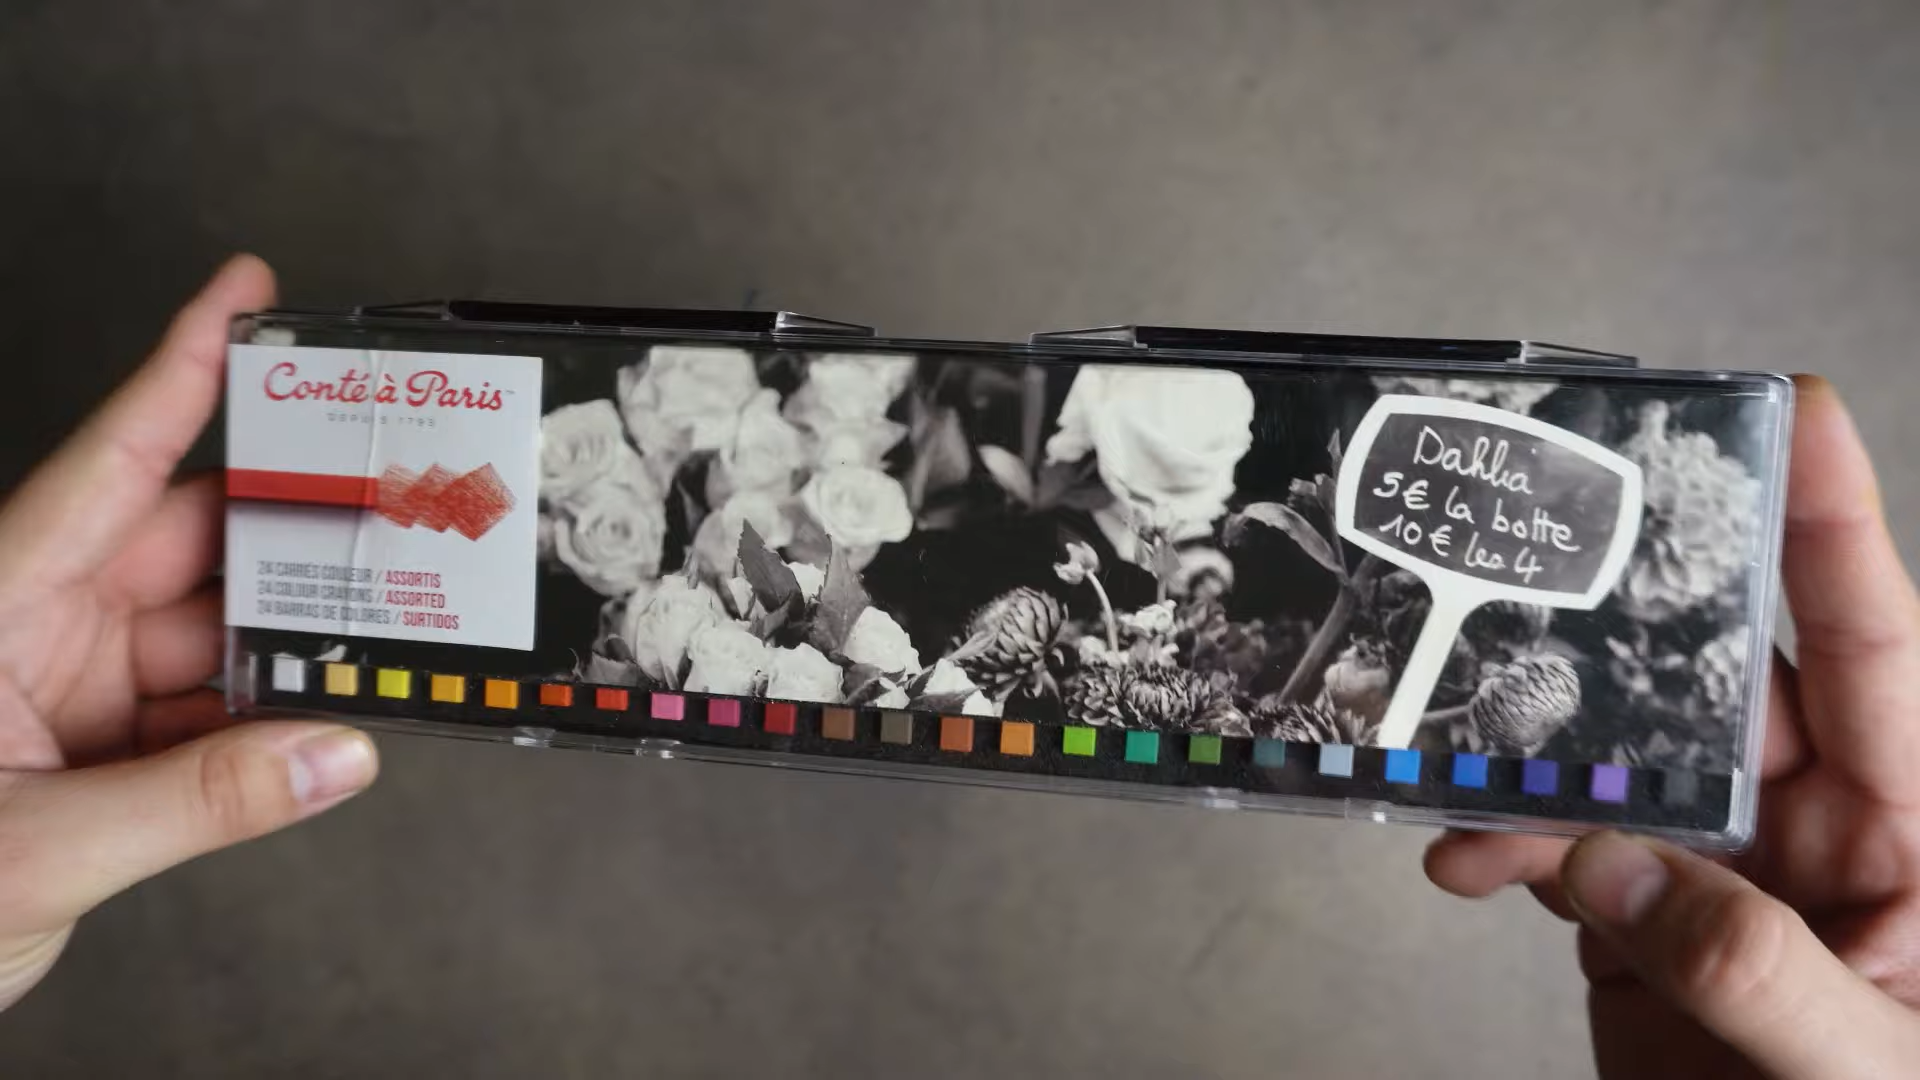 Conté à Paris™
DEPUIS 1795
24 CARRÉS COULEUR / ASSORTIS
24 COLOUR CRAYONS / ASSORTED
24 BARRAS DE COLORES / SURTIDOS
Dahlia
5€ la botte
10€ les 4